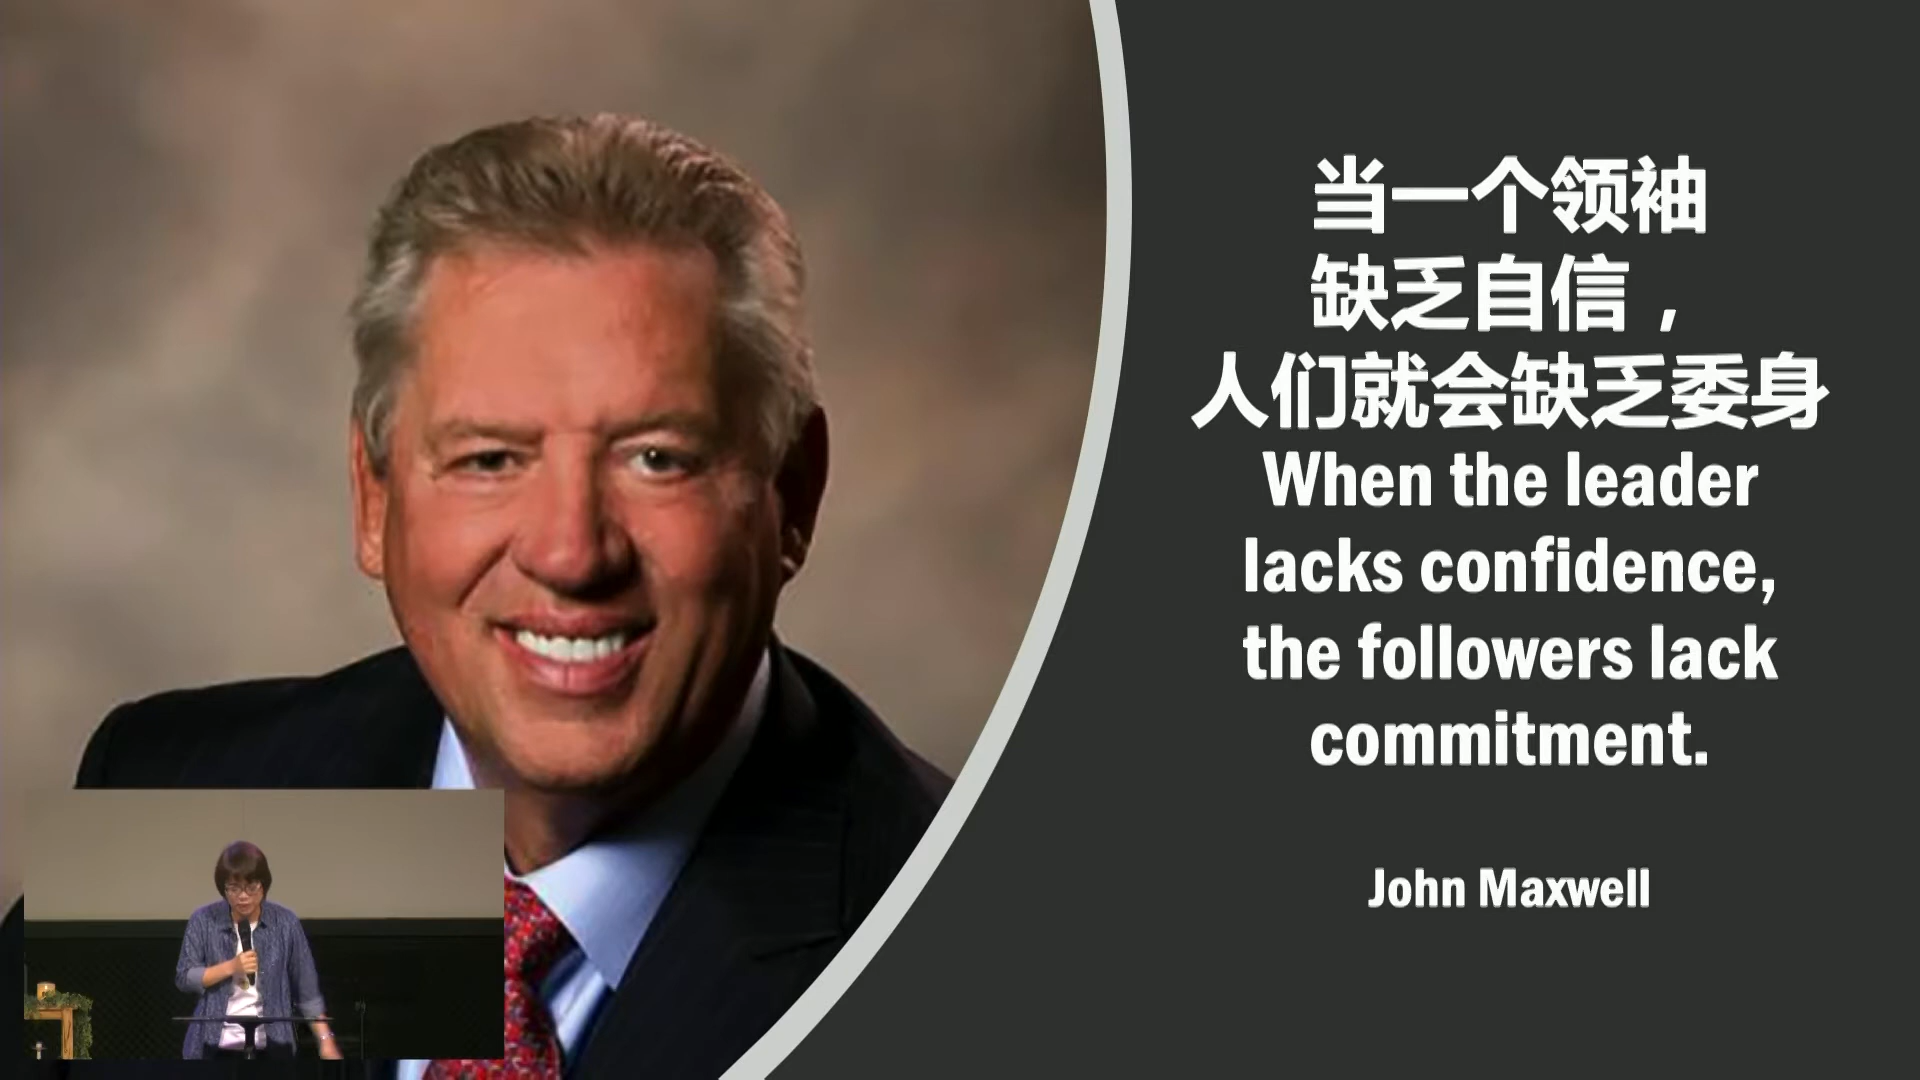 当一个领袖
缺乏自信，
人们就会缺乏委身
When the leader
lacks confidence,
the followers lack
commitment.
John Maxwell